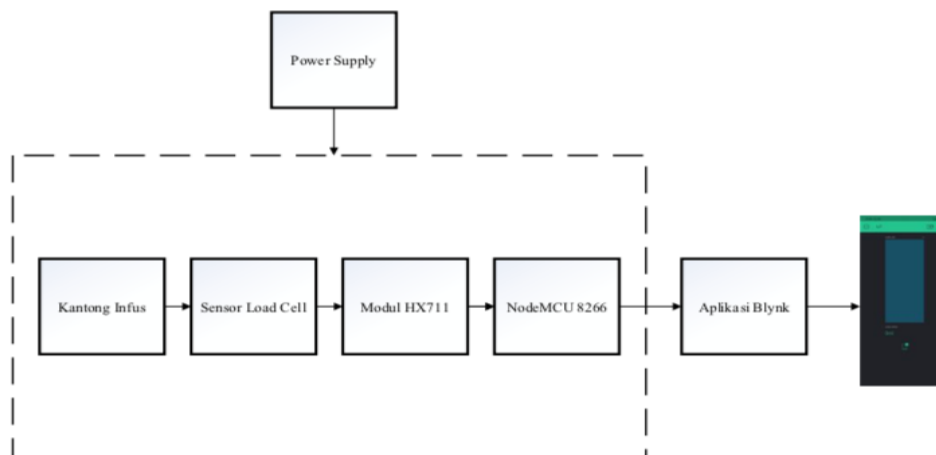 Power Supply
Kantong Infus
Sensor Load Cell
Modul HX711
NodeMCU 8266
Aplikasi Blynk